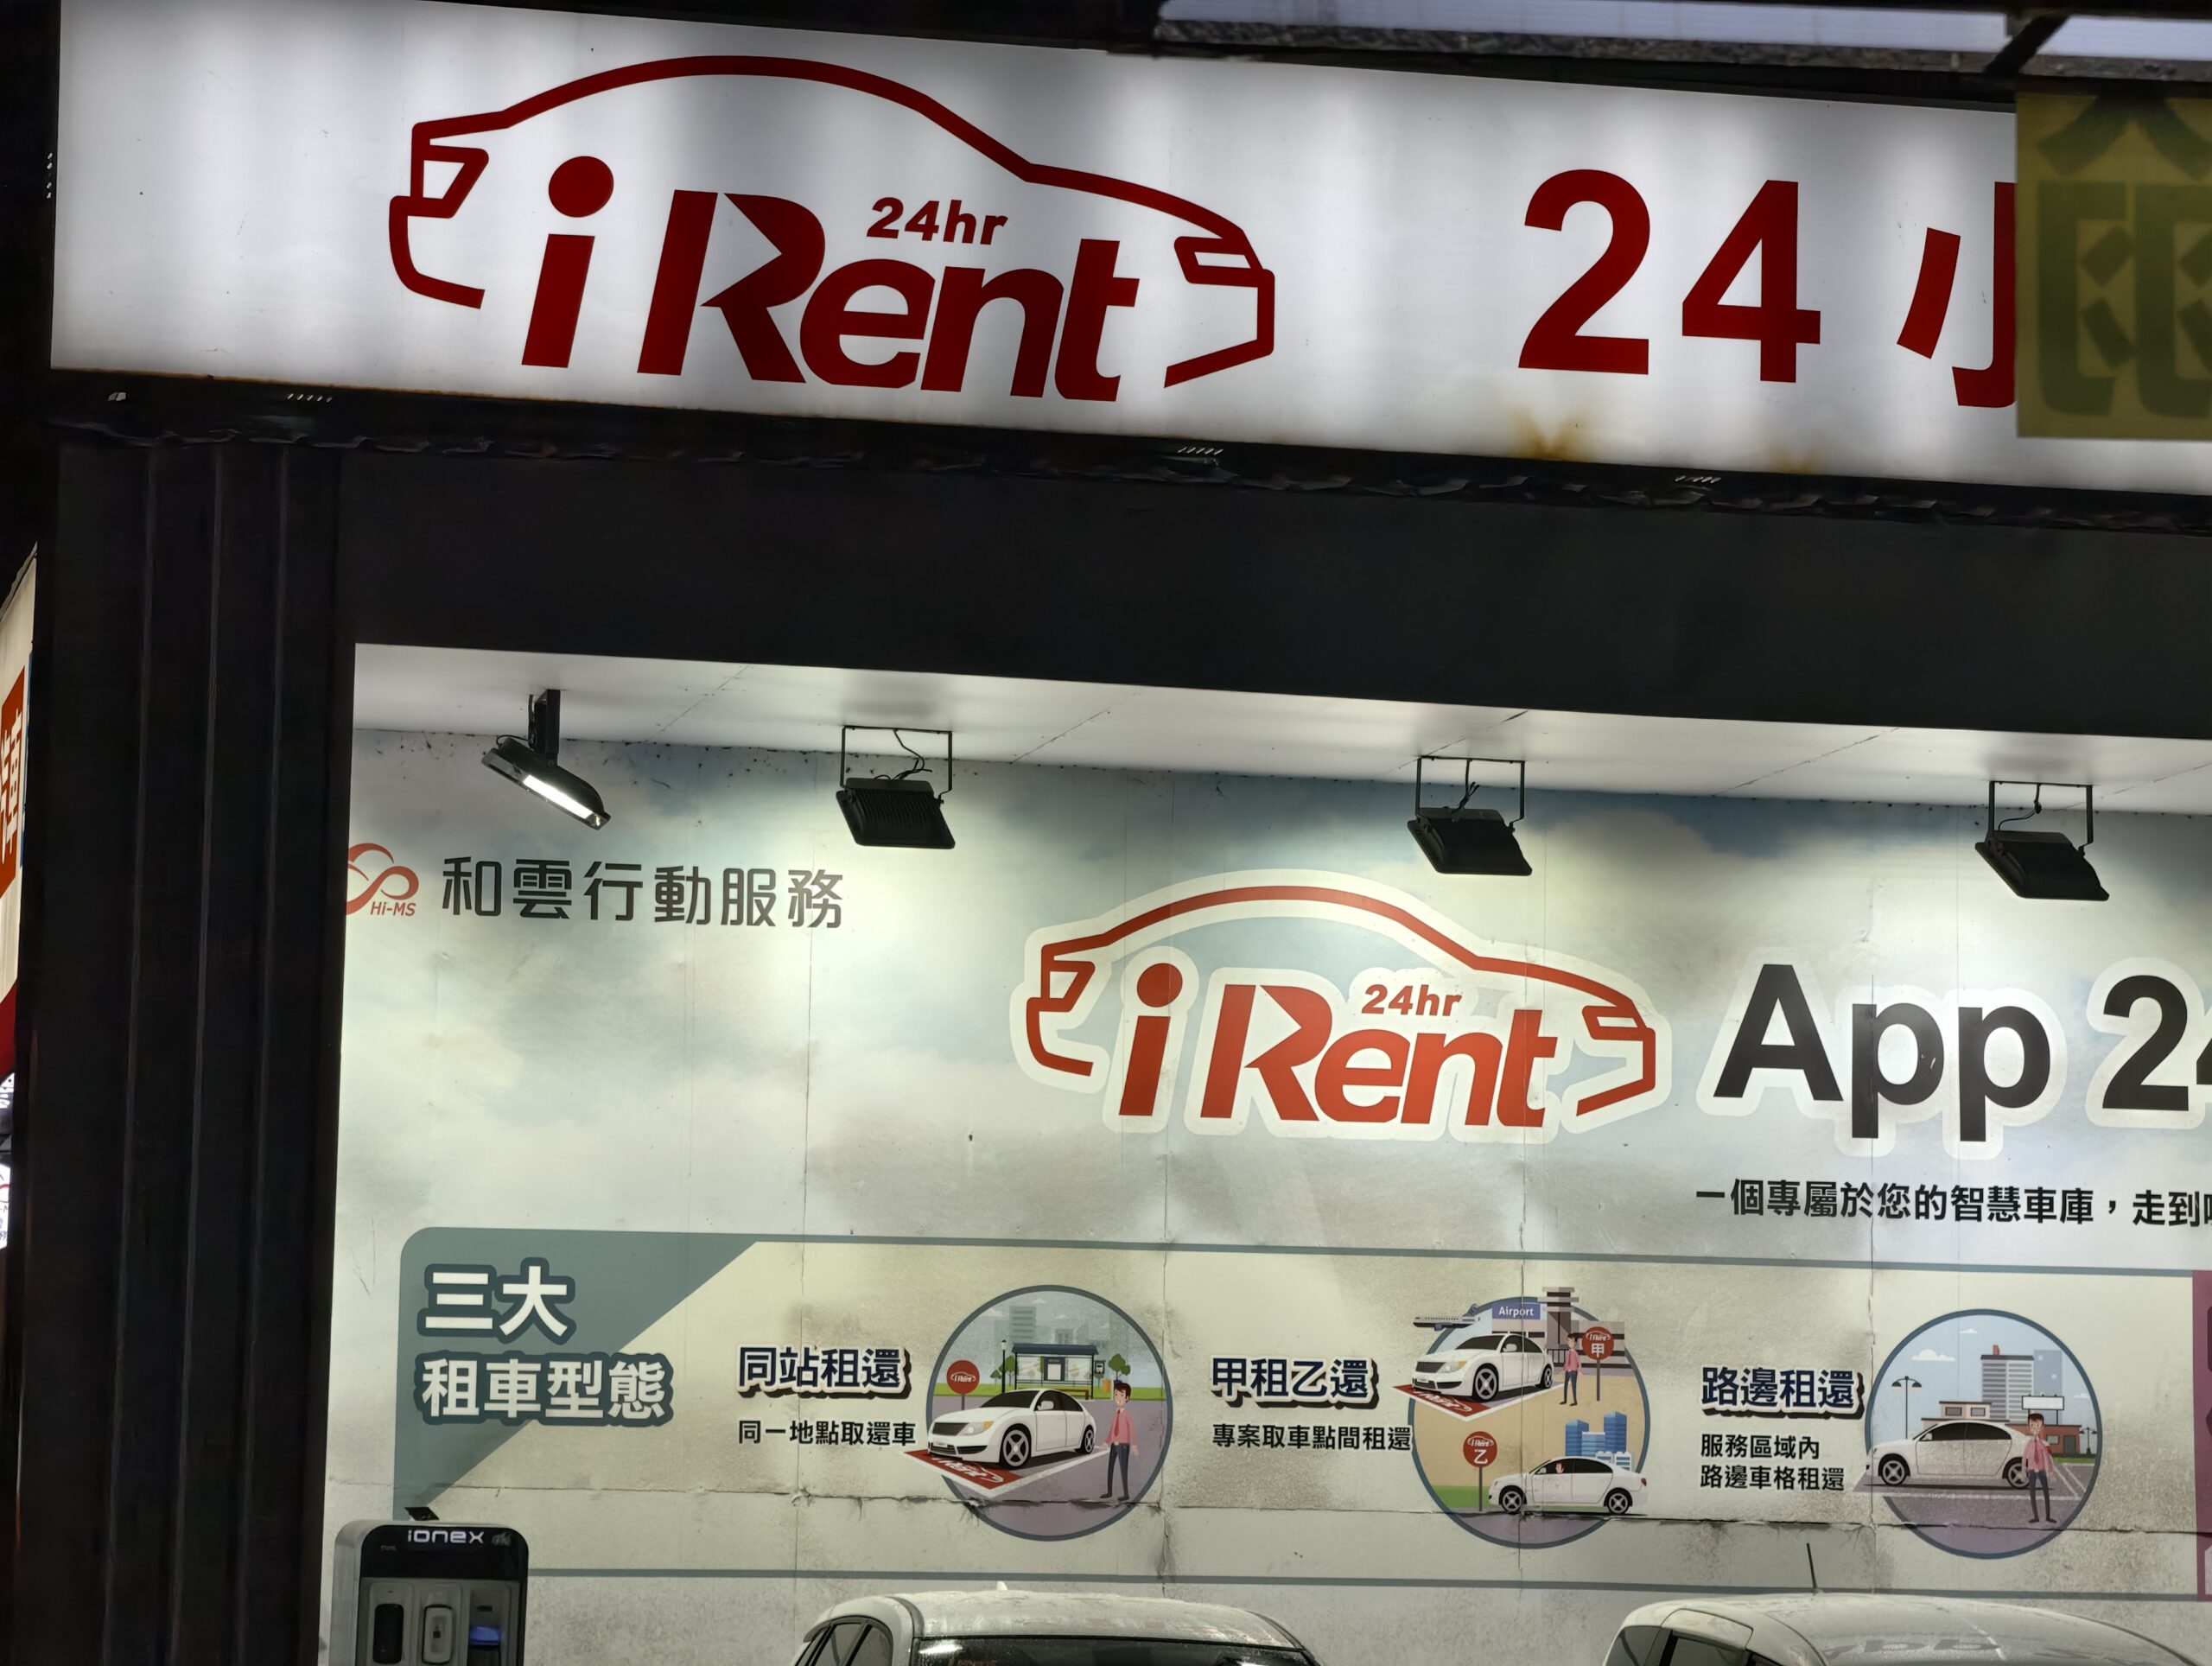 24hr
iRent
24小
Hi-MS
和雲行動服務
24hr
iRent
App 24
一個專屬於您的智慧車庫，走到
三大
租車型態
同站租還
同一地點取還車
甲租乙還
專案取車點間租還
Airport
甲
乙
路邊租還
服務區域內
路邊車格租還
ionex